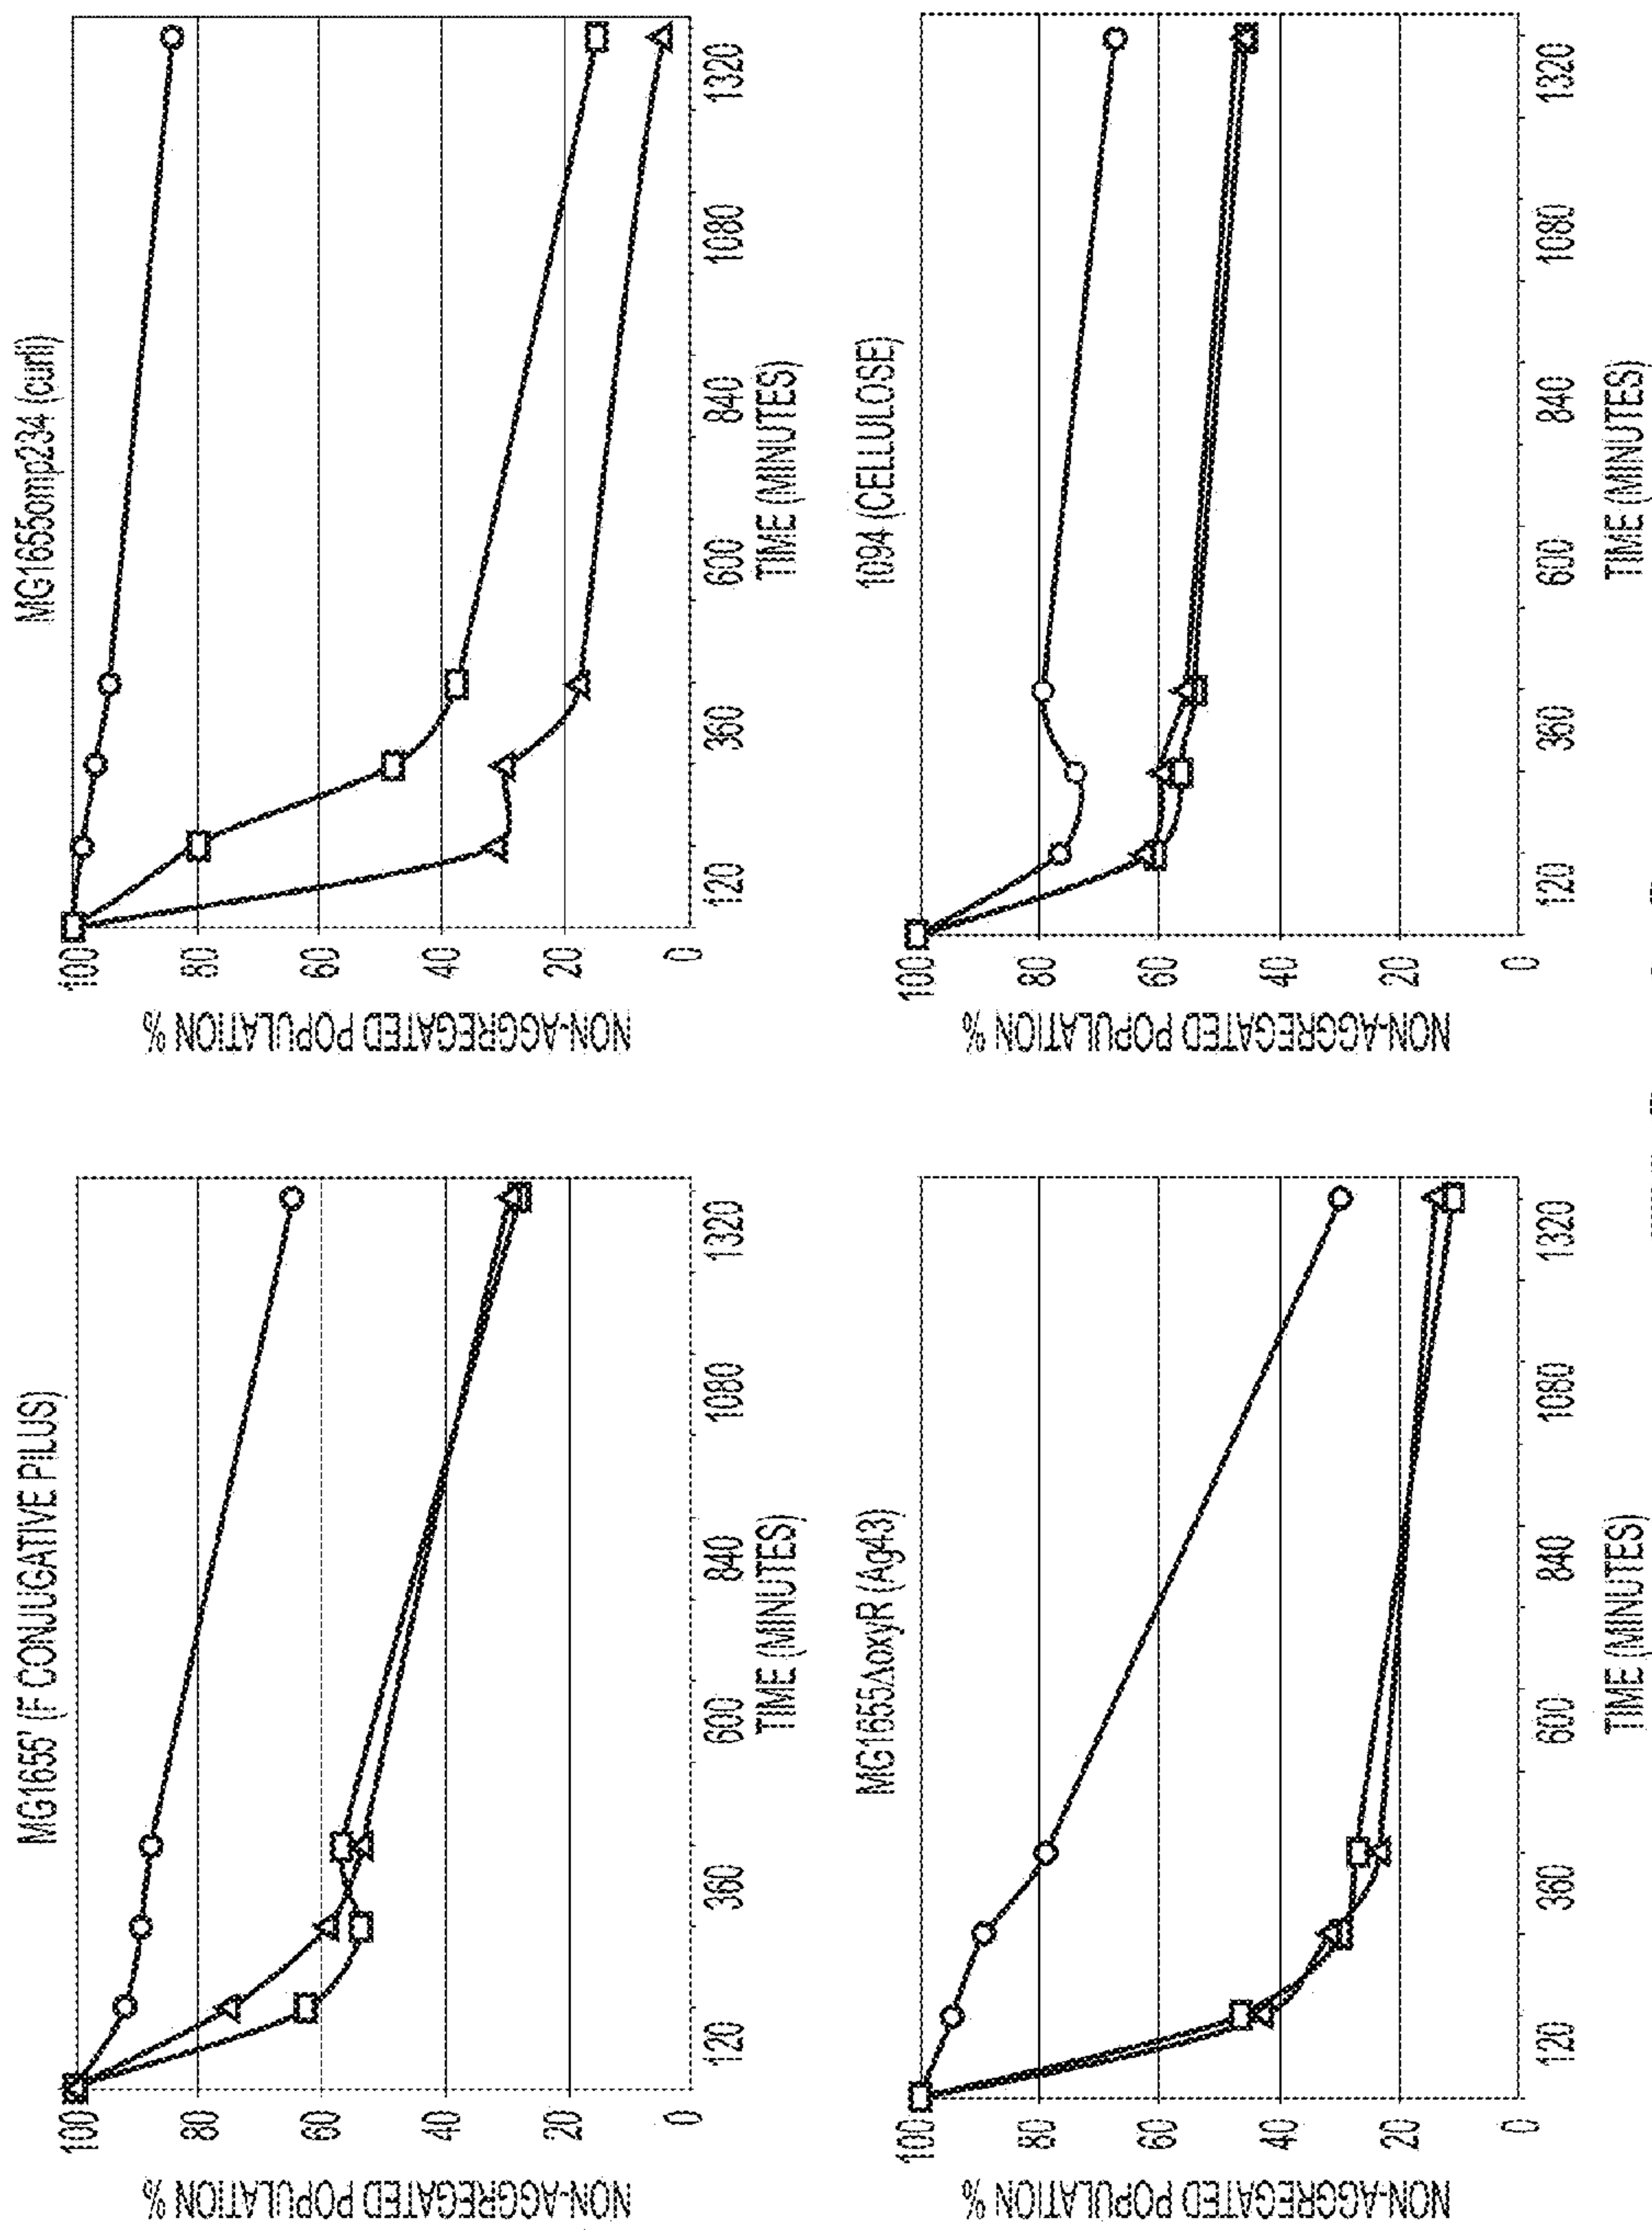 MG1655' (F CONJUGATIVE PILUS)
NON-AGGREGATED POPULATION %
100
80
60
40
20
0
120 360 600 840 1080 1320
TIME (MINUTES)
MG1655omp234 (curli)
NON-AGGREGATED POPULATION %
100
80
60
40
20
0
120 360 600 840 1080 1320
TIME (MINUTES)
MG1655ΔoxyR (Ag43)
NON-AGGREGATED POPULATION %
100
80
60
40
20
0
120 360 600 840 1080 1320
TIME (MINUTES)
1094 (CELLULOSE)
NON-AGGREGATED POPULATION %
100
80
60
40
20
0
120 360 600 840 1080 1320
TIME (MINUTES)